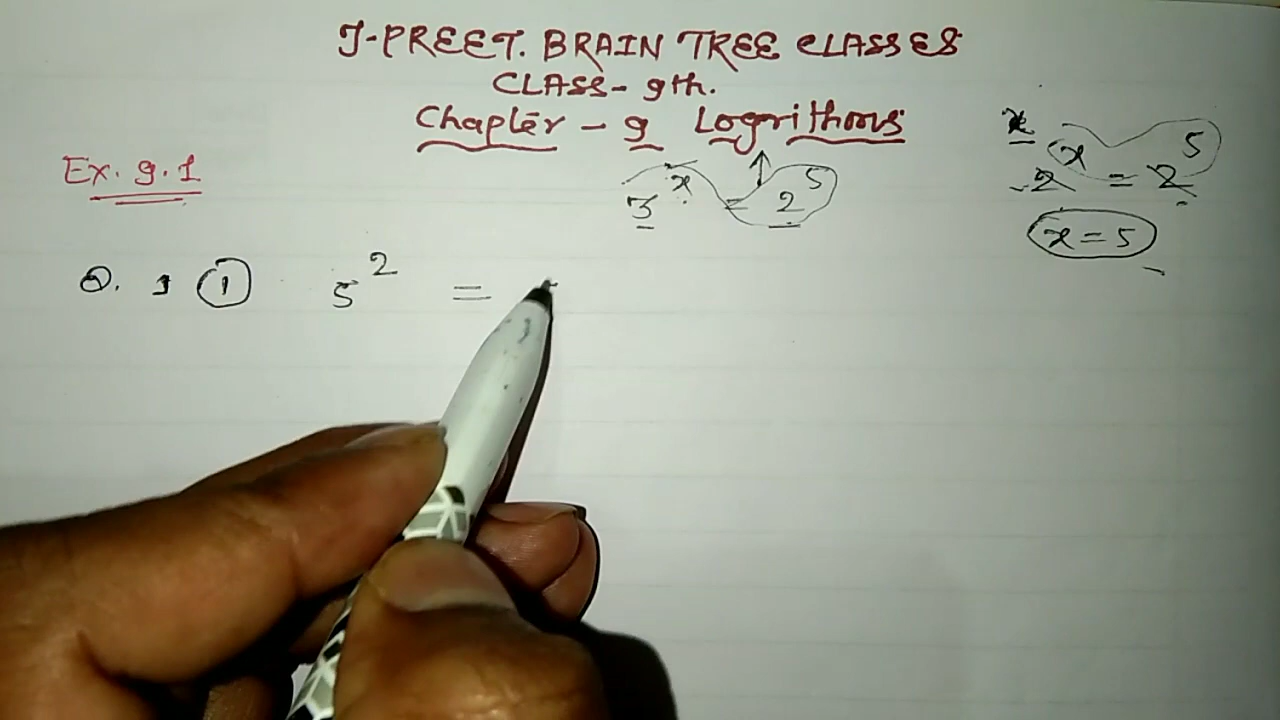 J-PREET. BRAIN TREE CLASSES
CLASS- 9th.
Chapter - 9 Logarithms
Ex. 9.1
3^x = 2^5
x
2^x = 2^5
x = 5
Q. 1 (1) 5^2 =